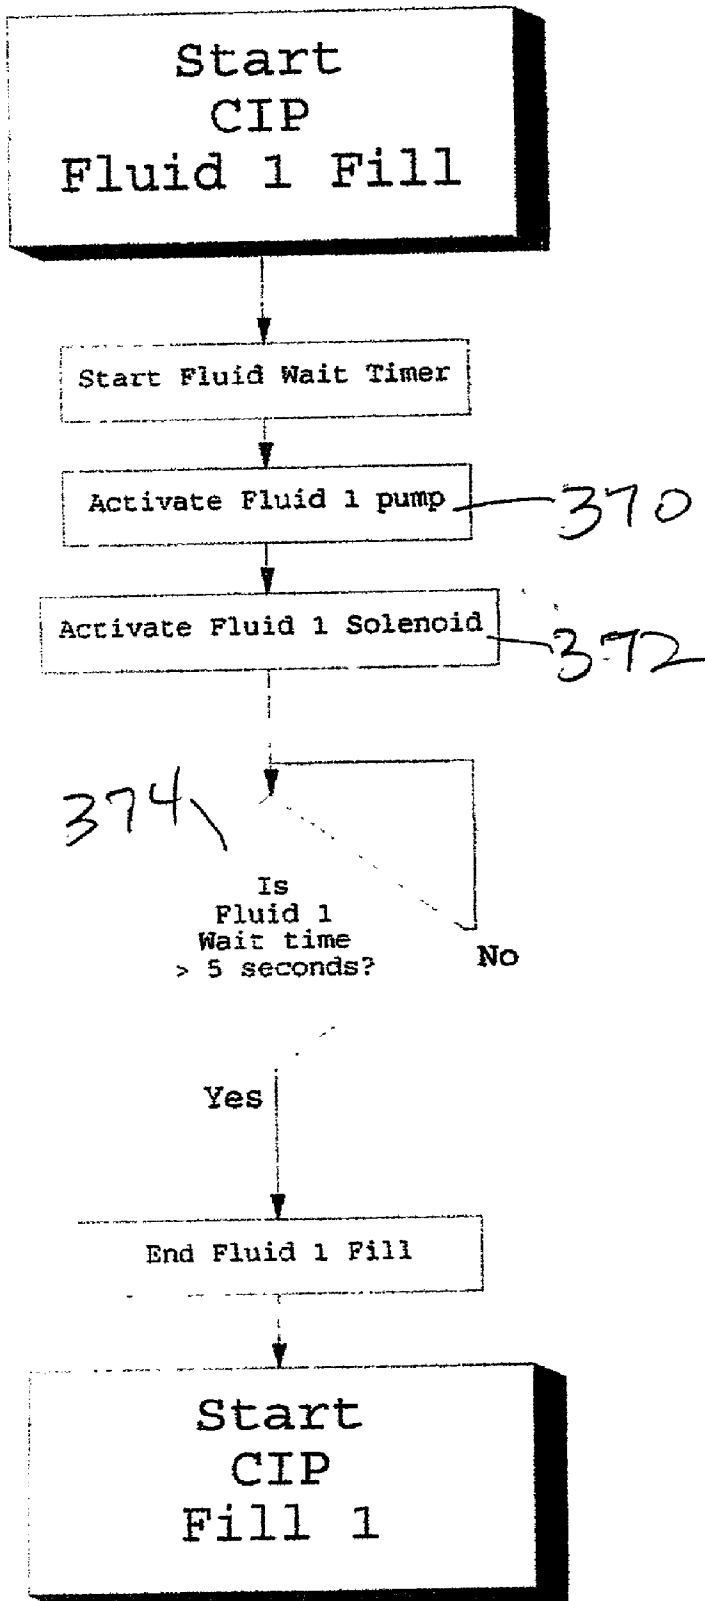 Start
CIP
Fluid 1 Fill
Start Fluid Wait Timer
Activate Fluid 1 pump
370
Activate Fluid 1 Solenoid
372
374
Is
Fluid 1
Wait time
> 5 seconds?
No
Yes
End Fluid 1 Fill
Start
CIP
Fill 1